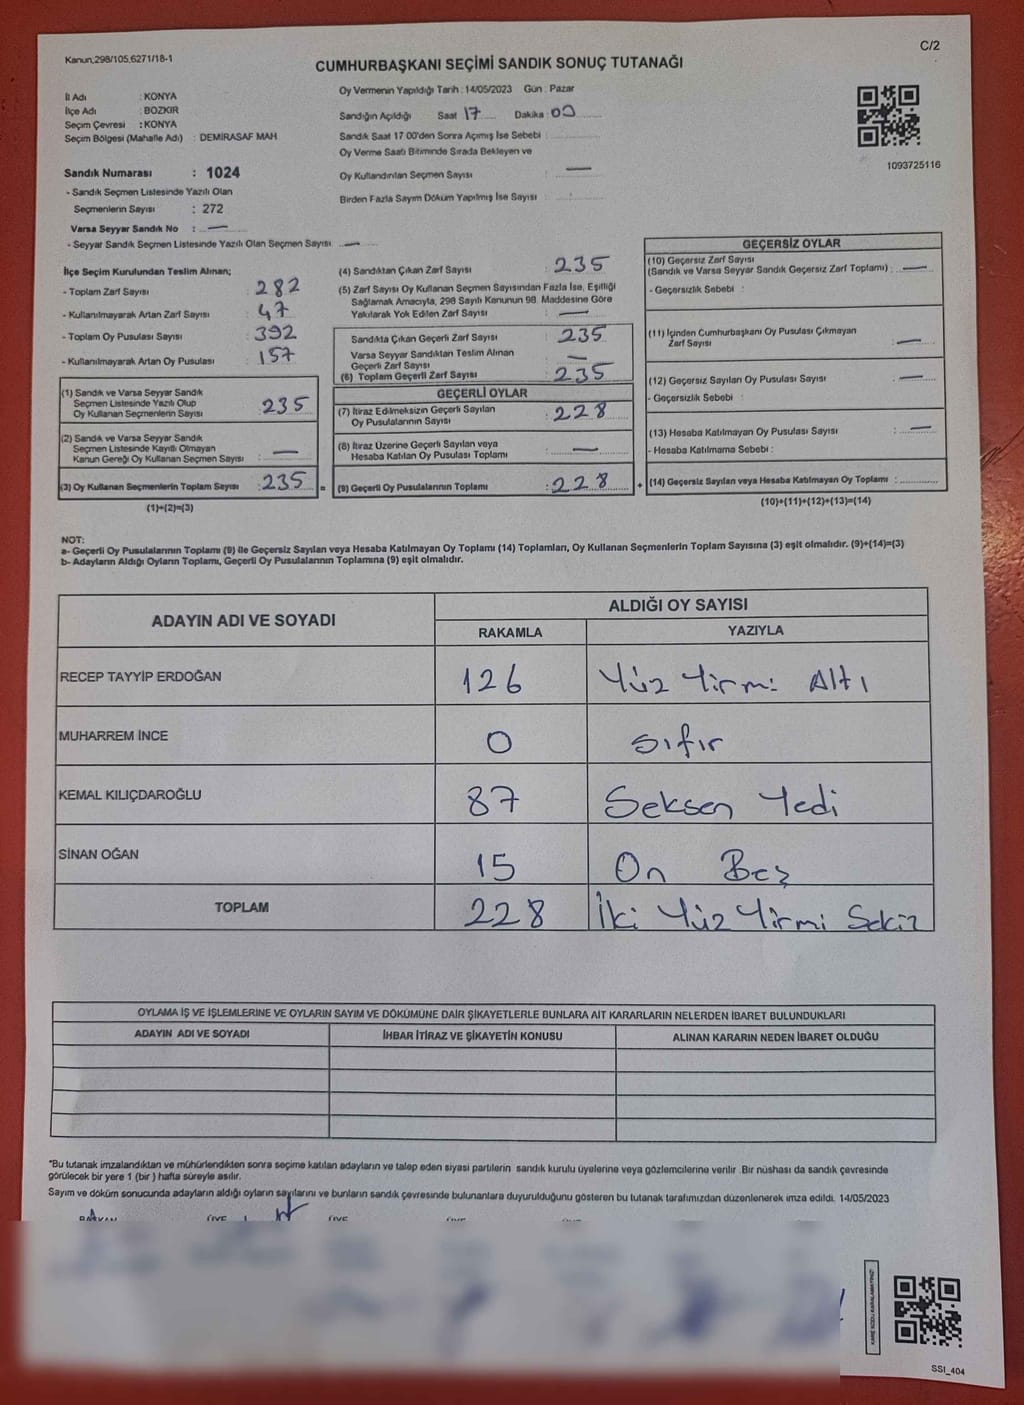 Kanun,298/105,6271/18-1
C/2
CUMHURBAŞKANI SEÇİMİ SANDIK SONUÇ TUTANAĞI
İl Adı : KONYA
İlçe Adı : BOZKIR
Seçim Çevresi : KONYA
Seçim Bölgesi (Mahalle Adı) : DEMİRASAF MAH
Sandık Numarası : 1024
- Sandık Seçmen Listesinde Yazılı Olan
Seçmenlerin Sayısı : 272
Varsa Seyyar Sandık No : —
- Seyyar Sandık Seçmen Listesinde Yazılı Olan Seçmen Sayısı : —
Oy Vermenin Yapıldığı Tarih : 14/05/2023 Gün : Pazar
Sandığın Açıldığı Saat 17 Dakika : 00
Sandık Saat 17 00'den Sonra Açımış İse Sebebi :
Oy Verme Saati Bitiminde Sırada Bekleyen ve
Oy Kullandırılan Seçmen Sayısı : —
Birden Fazla Sayım Döküm Yapılmış İse Sayısı :
1093725116
İlçe Seçim Kurulundan Teslim Alınan;
- Toplam Zarf Sayısı : 282
- Kullanılmayarak Artan Zarf Sayısı : 47
- Toplam Oy Pusulası Sayısı : 392
- Kullanılmayarak Artan Oy Pusulası : 157
(1) Sandık ve Varsa Seyyar Sandık
Seçmen Listesinde Yazılı Olup
Oy Kullanan Seçmenlerin Sayısı : 235
(2) Sandık ve Varsa Seyyar Sandık
Seçmen Listesinde Kayıtlı Olmayan
Kanun Gereği Oy Kullanan Seçmen Sayısı : —
(3) Oy Kullanan Seçmenlerin Toplam Sayısı : 235 =
(1)+(2)=(3)
(4) Sandıktan Çıkan Zarf Sayısı : 235
(5) Zarf Sayısı Oy Kullanan Seçmen Sayısından Fazla İse, Eşitliği
Sağlamak Amacıyla, 298 Sayılı Kanunun 98. Maddesine Göre
Yakılarak Yok Edilen Zarf Sayısı : —
Sandıkta Çıkan Geçerli Zarf Sayısı : 235
Varsa Seyyar Sandıktan Teslim Alınan
Geçerli Zarf Sayısı : —
(6) Toplam Geçerli Zarf Sayısı : 235
GEÇERLİ OYLAR
(7) İtiraz Edilmeksizin Geçerli Sayılan
Oy Pusulalarının Sayısı : 228
(8) İtiraz Üzerine Geçerli Sayılan veya
Hesaba Katılan Oy Pusulası Toplamı : —
(9) Geçerli Oy Pusulalarının Toplamı : 228 +
GEÇERSİZ OYLAR
(10) Geçersiz Zarf Sayısı
(Sandık ve Varsa Seyyar Sandık Geçersiz Zarf Toplamı) : —
- Geçersizlik Sebebi :
(11) İçinden Cumhurbaşkanı Oy Pusulası Çıkmayan
Zarf Sayısı : —
(12) Geçersiz Sayılan Oy Pusulası Sayısı : —
- Geçersizlik Sebebi :
(13) Hesaba Katılmayan Oy Pusulası Sayısı : —
- Hesaba Katılmama Sebebi :
(14) Geçersiz Sayılan veya Hesaba Katılmayan Oy Toplamı :
(10)+(11)+(12)+(13)=(14)
NOT:
a- Geçerli Oy Pusulalarının Toplamı (9) ile Geçersiz Sayılan veya Hesaba Katılmayan Oy Toplamı (14) Toplamları, Oy Kullanan Seçmenlerin Toplam Sayısına (3) eşit olmalıdır. (9)+(14)=(3)
b- Adayların Aldığı Oyların Toplamı, Geçerli Oy Pusulalarının Toplamına (9) eşit olmalıdır.
ADAYIN ADI VE SOYADI
ALDIĞI OY SAYISI
RAKAMLA YAZIYLA
RECEP TAYYİP ERDOĞAN 126 Yüz Yirmi Altı
MUHARREM İNCE 0 Sıfır
KEMAL KILIÇDAROĞLU 87 Seksen Yedi
SİNAN OĞAN 15 On Beş
TOPLAM 228 İki Yüz Yirmi Sekiz
OYLAMA İŞ VE İŞLEMLERİNE VE OYLARIN SAYIM VE DÖKÜMÜNE DAİR ŞİKAYETLERLE BUNLARA AİT KARARLARIN NELERDEN İBARET BULUNDUKLARI
ADAYIN ADI VE SOYADI İHBAR İTİRAZ VE ŞİKAYETİN KONUSU ALINAN KARARIN NEDEN İBARET OLDUĞU
*Bu tutanak imzalandıktan ve mühürlendikten sonra seçime katılan adayların ve talep eden siyasi partilerin sandık kurulu üyelerine veya gözlemcilerine verilir .Bir nüshası da sandık çevresinde
görülecek bir yere 1 (bir ) hafta süreyle asılır.
Sayım ve döküm sonucunda adayların aldığı oyların sayılarını ve bunların sandık çevresinde bulunanlara duyurulduğunu gösteren bu tutanak tarafımızdan düzenlenerek imza edildi. 14/05/2023
BAŞKAN ÜYE ÜYE ÜYE ÜYE
KARE KODU KARALAMAYINIZ!
SSI_404